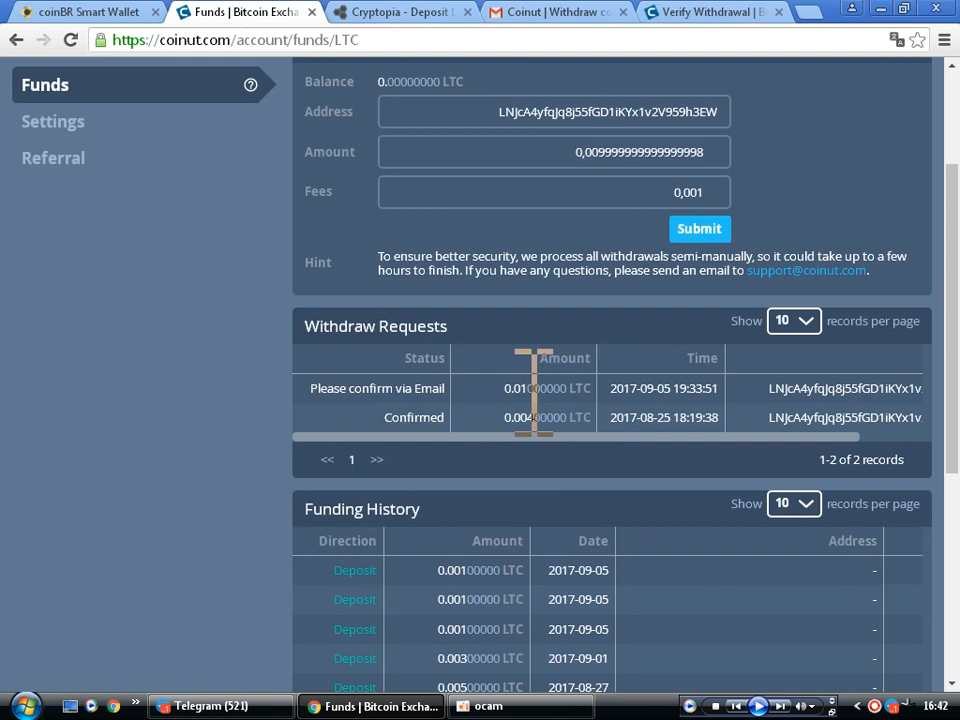 coinBR Smart Wallet
Funds | Bitcoin Excha
Cryptopia - Deposit L
Coinut | Withdraw co
Verify Withdrawal | B
https://coinut.com/account/funds/LTC
Funds
Settings
Referral
Balance 0.00000000 LTC
Address LNJcA4yfqJq8j55fGD1iKYx1v2V959h3EW
Amount 0,009999999999999998
Fees 0,001
Submit
Hint To ensure better security, we process all withdrawals semi-manually, so it could take up to a few
hours to finish. If you have any questions, please send an email to support@coinut.com.
Withdraw Requests Show 10 records per page
Status Amount Time
Please confirm via Email 0.01000000 LTC 2017-09-05 19:33:51 LNJcA4yfqJq8j55fGD1iKYx1v
Confirmed 0.00400000 LTC 2017-08-25 18:19:38 LNJcA4yfqJq8j55fGD1iKYx1v
<< 1 >> 1-2 of 2 records
Funding History Show 10 records per page
Direction Amount Date Address
Deposit 0.00100000 LTC 2017-09-05 -
Deposit 0.00100000 LTC 2017-09-05 -
Deposit 0.00100000 LTC 2017-09-05 -
Deposit 0.00300000 LTC 2017-09-01 -
Deposit 0.00500000 LTC 2017-08-27 -
Telegram (521) Funds | Bitcoin Exc... ocam 16:42